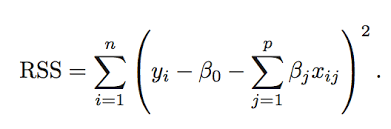 RSS = \sum_{i=1}^{n} \left( y_i - \beta_0 - \sum_{j=1}^{p} \beta_j x_{ij} \right)^2 .